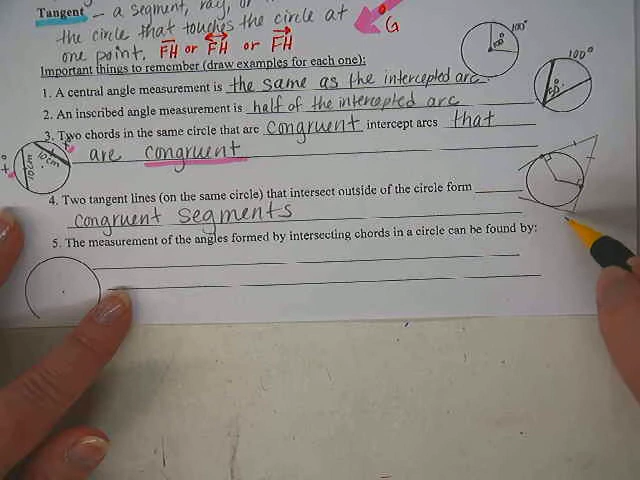 Tangent - a segment, ray, or
the circle that touches the circle at
G
one point. FH or FH or FH
Important things to remember (draw examples for each one):
100°
100°
1. A central angle measurement is the same as the intercepted arc.
100°
2. An inscribed angle measurement is half of the intercepted arc
3. Two chords in the same circle that are congruent intercept arcs that
are congruent
x°
10cm
10cm
x°
4. Two tangent lines (on the same circle) that intersect outside of the circle form
congruent segments
5. The measurement of the angles formed by intersecting chords in a circle can be found by: